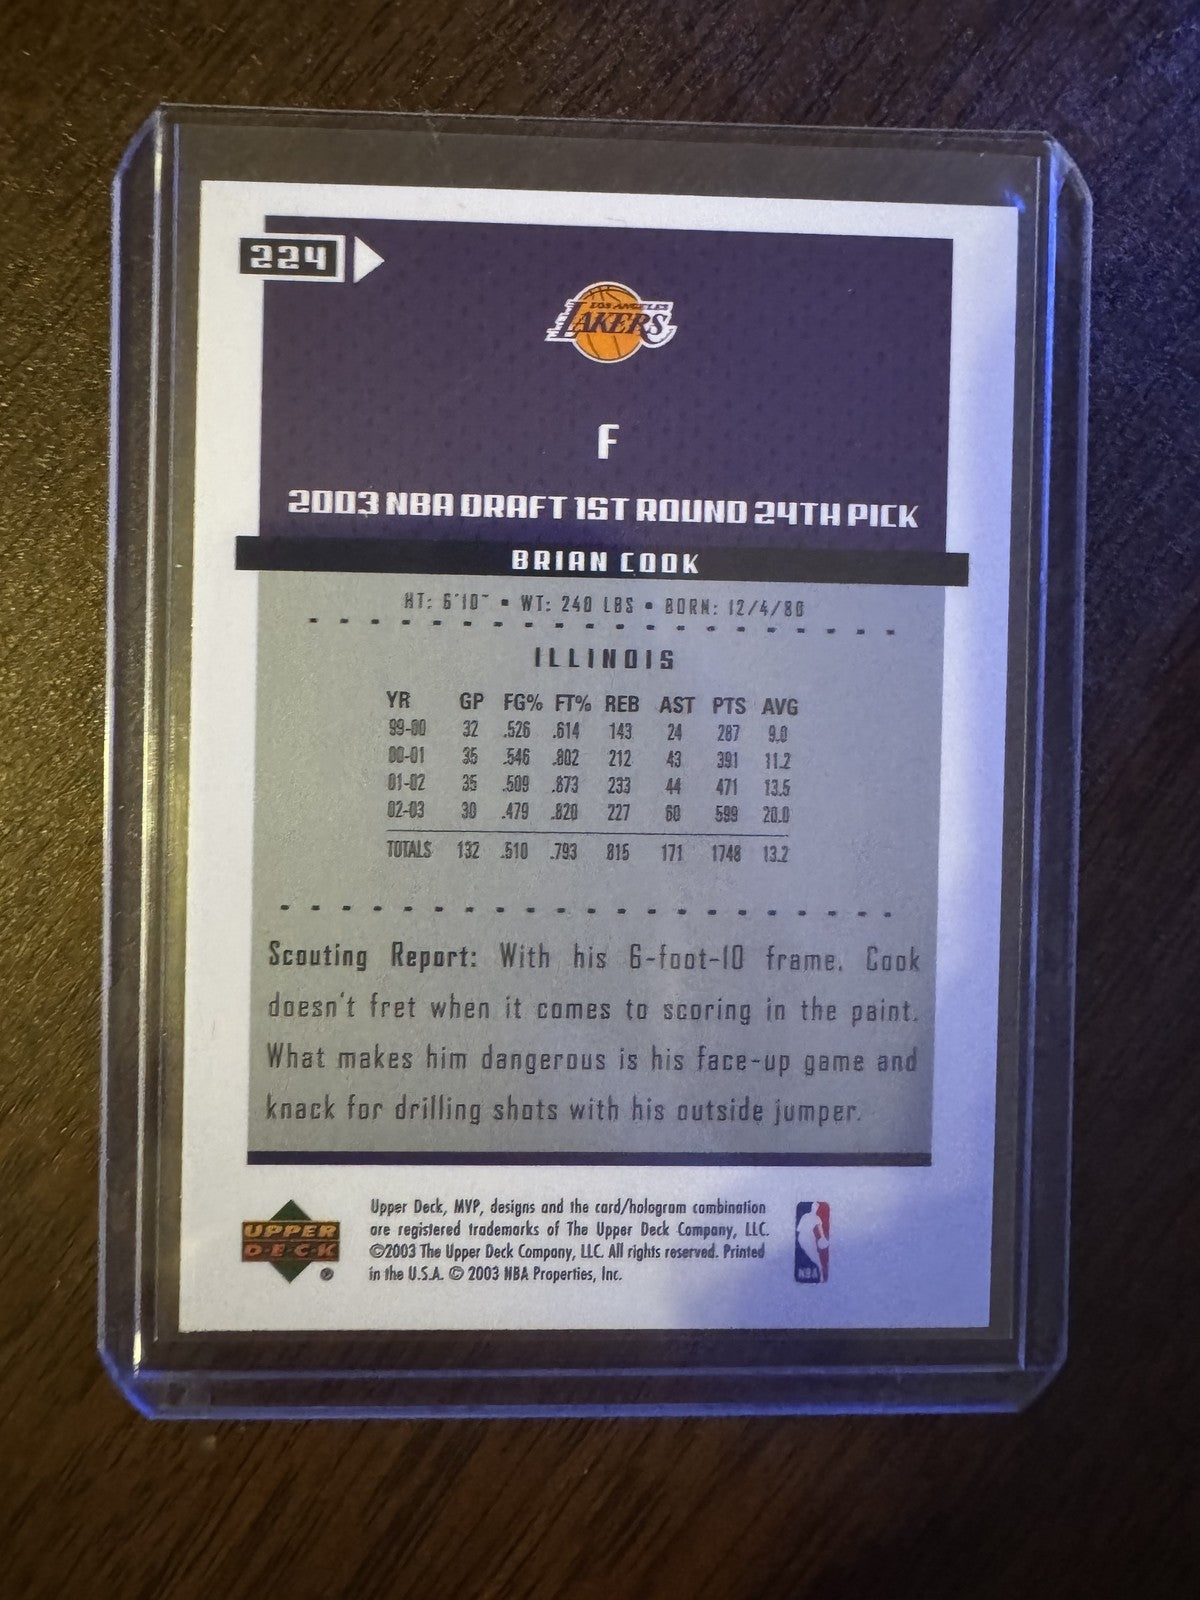 224
LOS ANGELES
LAKERS
F
2003 NBA DRAFT 1ST ROUND 24TH PICK
BRIAN COOK
HT: 6'10" • WT: 240 LBS • BORN: 12/4/80
ILLINOIS
YR GP FG% FT% REB AST PTS AVG
99-00 32 .526 .614 143 24 287 9.0
00-01 35 .546 .802 212 43 391 11.2
01-02 35 .509 .873 233 44 471 13.5
02-03 30 .479 .820 227 60 599 20.0
TOTALS 132 .510 .793 815 171 1748 13.2
Scouting Report: With his 6-foot-10 frame, Cook
doesn't fret when it comes to scoring in the paint.
What makes him dangerous is his face-up game and
knack for drilling shots with his outside jumper.
UPPER
D·E·C·K
®
Upper Deck, MVP, designs and the card/hologram combination
are registered trademarks of The Upper Deck Company, LLC.
©2003 The Upper Deck Company, LLC. All rights reserved. Printed
in the U.S.A. © 2003 NBA Properties, Inc.
NBA